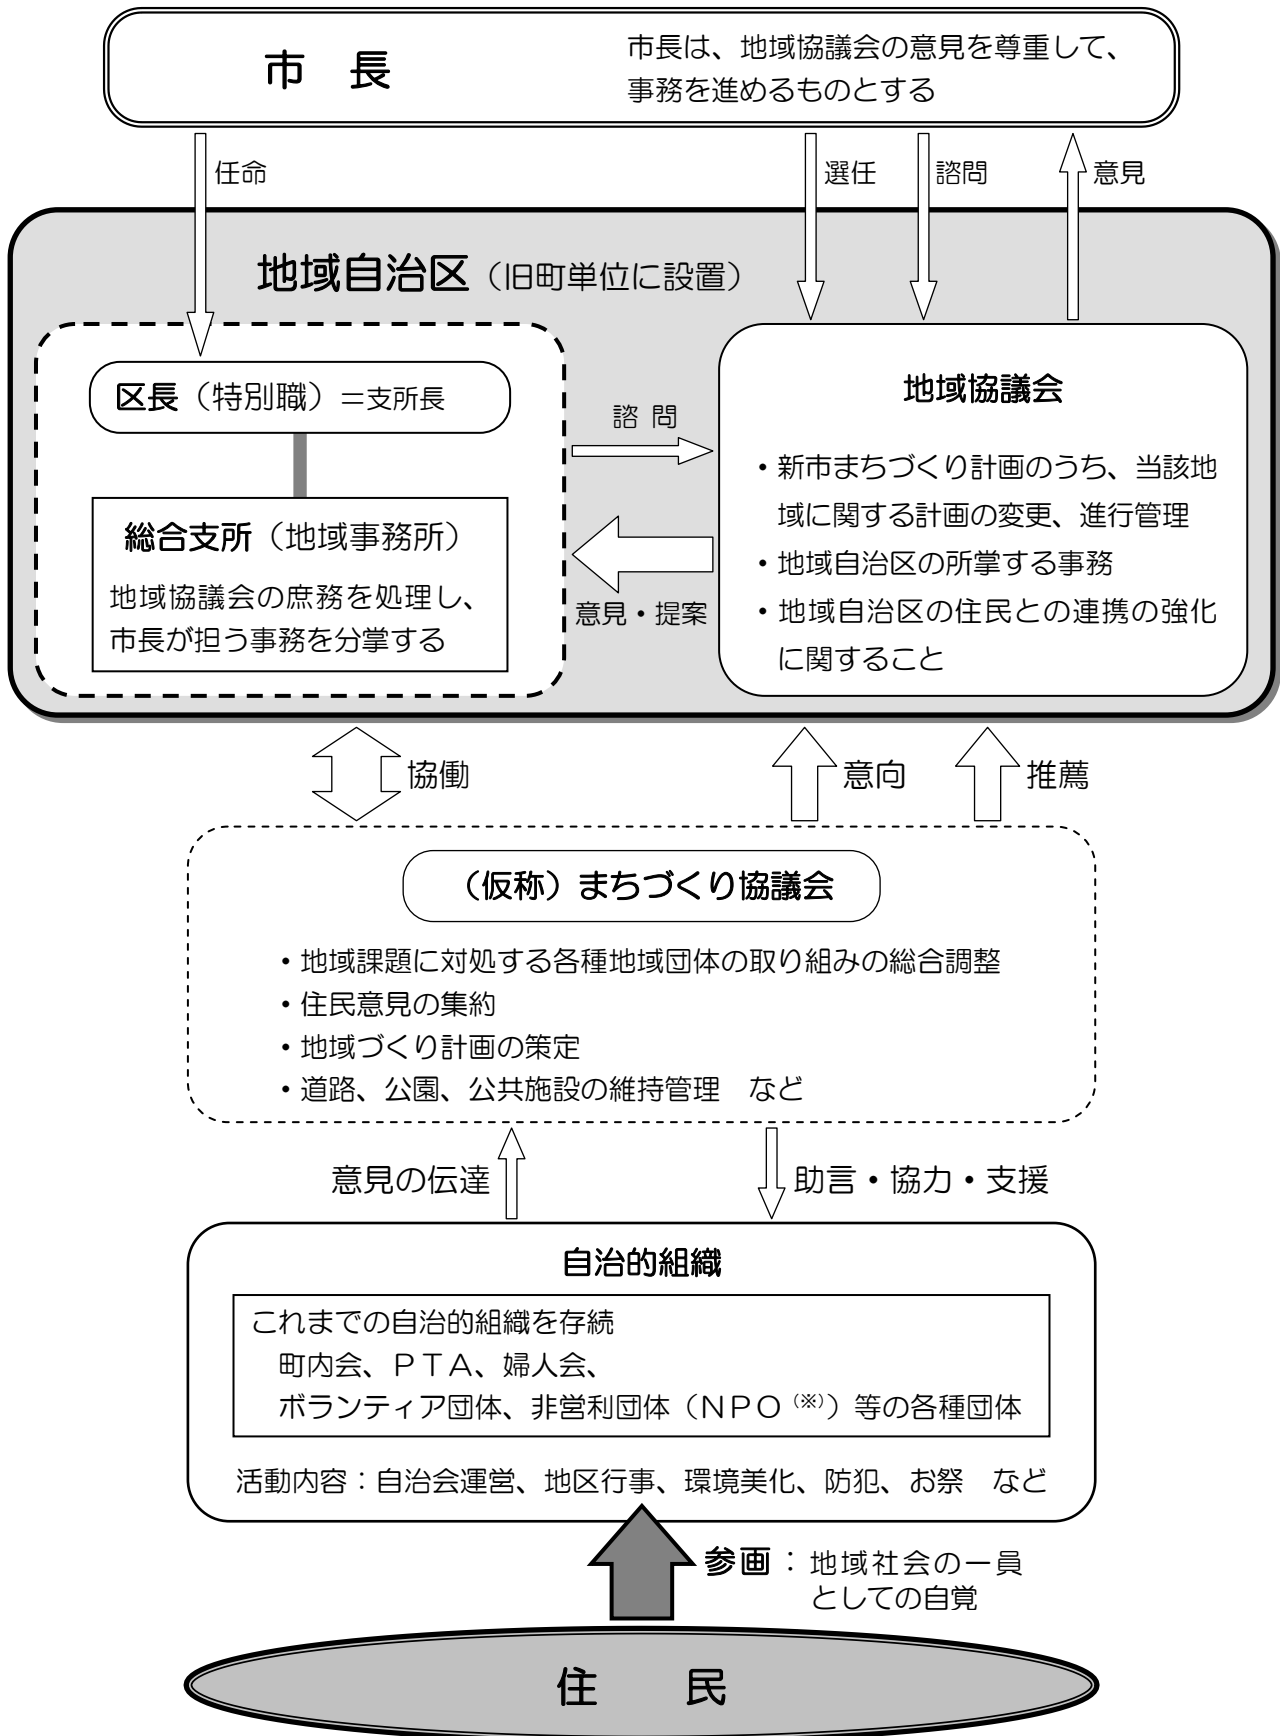 市　長
市長は、地域協議会の意見を尊重して、
事務を進めるものとする
任命
選任
諮問
意見
地域自治区（旧町単位に設置）
区長（特別職）＝支所長
総合支所（地域事務所）
地域協議会の庶務を処理し、
市長が担う事務を分掌する
諮 問
意見・提案
地域協議会
・新市まちづくり計画のうち、当該地
域に関する計画の変更、進行管理
・地域自治区の所掌する事務
・地域自治区の住民との連携の強化
に関すること
協働
意向
推薦
（仮称）まちづくり協議会
・地域課題に対処する各種地域団体の取り組みの総合調整
・住民意見の集約
・地域づくり計画の策定
・道路、公園、公共施設の維持管理　など
意見の伝達
助言・協力・支援
自治的組織
これまでの自治的組織を存続
町内会、ＰＴＡ、婦人会、
ボランティア団体、非営利団体（ＮＰＯ（※））等の各種団体
活動内容：自治会運営、地区行事、環境美化、防犯、お祭　など
参画：地域社会の一員
としての自覚
住　民